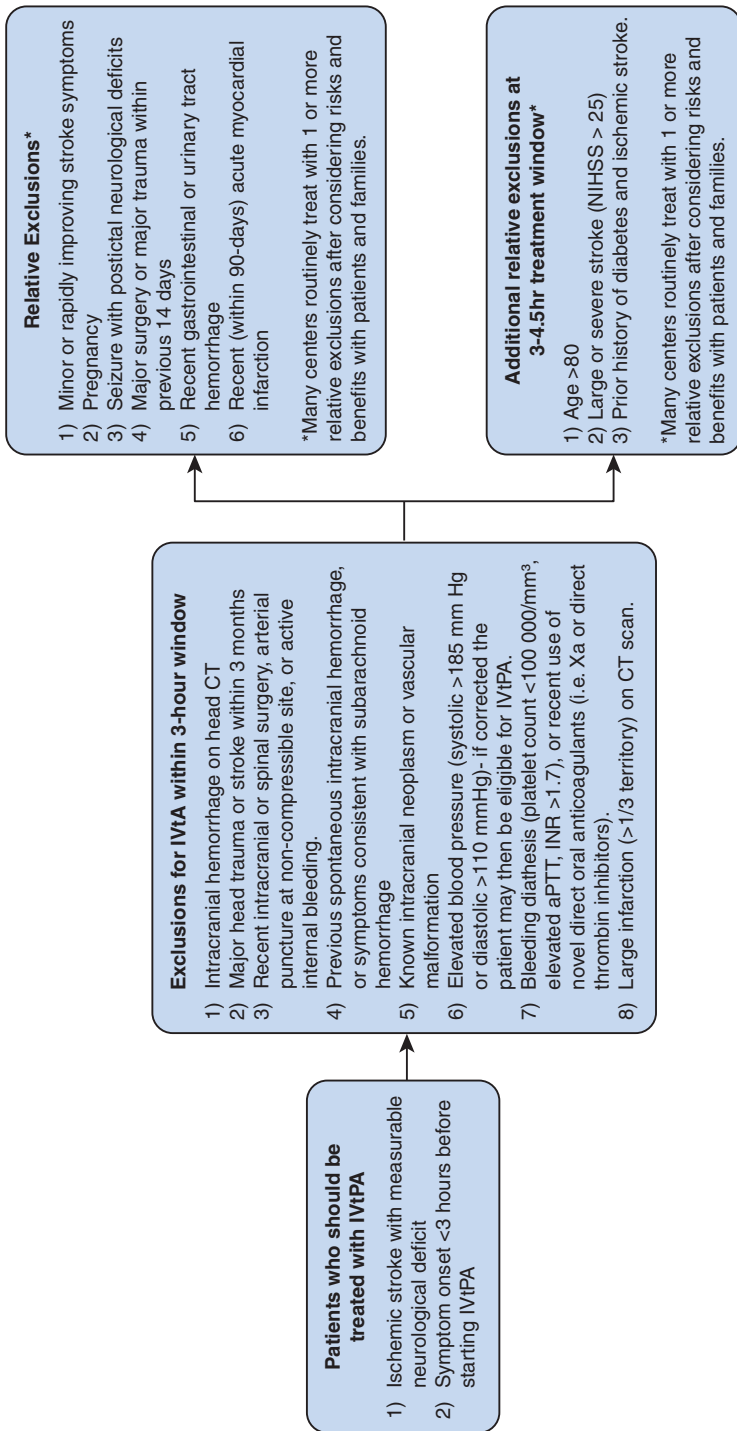 Patients who should be
treated with IVtPA
1) Ischemic stroke with measurable
neurological deficit
2) Symptom onset <3 hours before
starting IVtPA
Exclusions for IVtA within 3-hour window
1) Intracranial hemorrhage on head CT
2) Major head trauma or stroke within 3 months
3) Recent intracranial or spinal surgery, arterial
puncture at non-compressible site, or active
internal bleeding.
4) Previous spontaneous intracranial hemorrhage,
or symptoms consistent with subarachnoid
hemorrhage
5) Known intracranial neoplasm or vascular
malformation
6) Elevated blood pressure (systolic >185 mm Hg
or diastolic >110 mmHg)- if corrected the
patient may then be eligible for IVtPA.
7) Bleeding diathesis (platelet count <100 000/mm³,
elevated aPTT, INR >1.7), or recent use of
novel direct oral anticoagulants (i.e. Xa or direct
thrombin inhibitors).
8) Large infarction (>1/3 territory) on CT scan.
Relative Exclusions*
1) Minor or rapidly improving stroke symptoms
2) Pregnancy
3) Seizure with postictal neurological deficits
4) Major surgery or major trauma within
previous 14 days
5) Recent gastrointestinal or urinary tract
hemorrhage
6) Recent (within 90-days) acute myocardial
infarction
*Many centers routinely treat with 1 or more
relative exclusions after considering risks and
benefits with patients and families.
Additional relative exclusions at
3-4.5hr treatment window*
1) Age >80
2) Large or severe stroke (NIHSS > 25)
3) Prior history of diabetes and ischemic stroke.
*Many centers routinely treat with 1 or more
relative exclusions after considering risks and
benefits with patients and families.